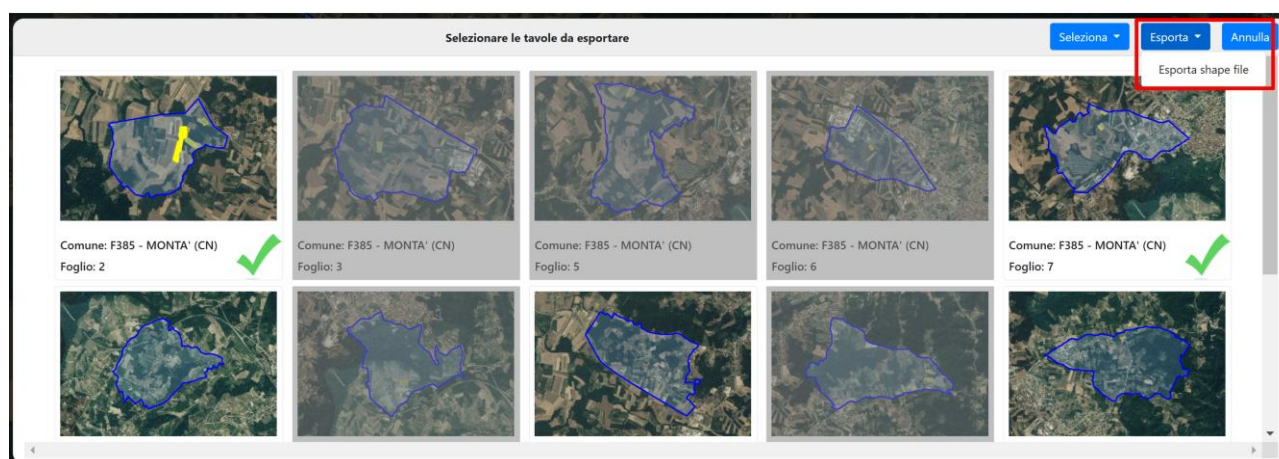 Selezionare le tavole da esportare
Seleziona
Esporta
Annulla
Esporta shape file
Comune: F385 - MONTA' (CN)
Foglio: 2
Comune: F385 - MONTA' (CN)
Foglio: 3
Comune: F385 - MONTA' (CN)
Foglio: 5
Comune: F385 - MONTA' (CN)
Foglio: 6
Comune: F385 - MONTA' (CN)
Foglio: 7